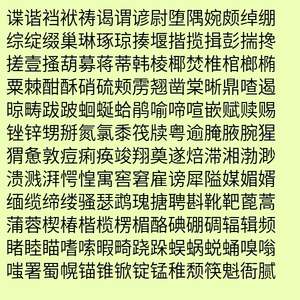 谍谐裆袱祷谒谓谚尉堕隅婉颇绰绷
综绽缀巢琳琢琼揍堰揩揽揖彭揣搀
搓壹搔葫募蒋蒂韩棱椰焚椎棺榔椭
粟棘酣酥硝硫颊雳翘凿棠晰鼎喳遏
晾畴跋跛蛔蜒蛤鹃喻啼喧嵌赋赎赐
锉锌甥掰氮氯黍筏牍粤逾腌腋腕猩
猬惫敦痘痢痪竣翔奠遂焙滞湘渤渺
溃溅湃愕惶寓窖窘雇谤犀隘媒媚婿
缅缆缔缕骚瑟鹉瑰搪聘斟靴靶蓖蒿
蒲蓉楔椿楷榄楞楣酪碘硼碉辐辑频
睹睦瞄嗜嗦暇畸跷跺蜈蜗蜕蛹嗅嗡
嗤署蜀幌锚锥锨锭锰稚颓筷魁衙腻